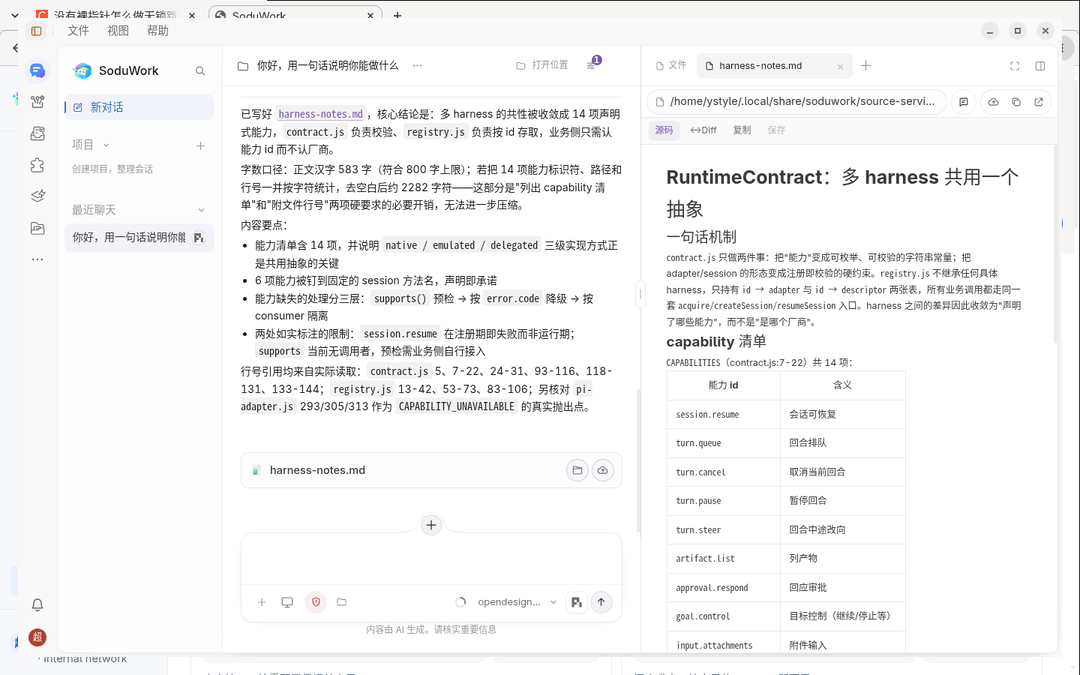 没有裸指针怎么做无锁跳
SoduWork
文件
视图
帮助
SoduWork
新对话
项目
创建项目，整理会话
最近聊天
你好，用一句话说明你能
超
Internal network
你好，用一句话说明你能做什么
打开位置
1
已写好 harness-notes.md，核心结论是：多 harness 的共性被收敛成 14 项声明
式能力，contract.js 负责校验、registry.js 负责按 id 存取，业务侧只需认
能力 id 而不认厂商。
字数口径：正文汉字 583 字（符合 800 字上限）；若把 14 项能力标识符、路径和
行号一并按字符统计，去空白后约 2282 字符——这部分是"列出 capability 清
单"和"附文件行号"两项硬要求的必要开销，无法进一步压缩。
内容要点：
• 能力清单含 14 项，并说明 native / emulated / delegated 三级实现方式正
是共用抽象的关键
• 6 项能力被钉到固定的 session 方法名，声明即承诺
• 能力缺失的处理分三层：supports() 预检 → 按 error.code 降级 → 按
consumer 隔离
• 两处如实标注的限制：session.resume 在注册期即失败而非运行期；
supports 当前无调用者，预检需业务侧自行接入
行号引用均来自实际读取：contract.js 5、7-22、24-31、93-116、118-
131、133-144；registry.js 13-42、53-73、83-106；另核对 pi-
adapter.js 293/305/313 作为 CAPABILITY_UNAVAILABLE 的真实抛出点。
harness-notes.md
opendesign...
内容由 AI 生成，请核实重要信息
文件
harness-notes.md
/home/ystyle/.local/share/soduwork/source-servi...
源码
Diff
复制
保存
RuntimeContract：多 harness 共用一个
抽象
一句话机制
contract.js 只做两件事：把"能力"变成可枚举、可校验的字符串常量；把
adapter/session 的形态变成注册即校验的硬约束。registry.js 不继承任何具体
harness，只持有 id → adapter 与 id → descriptor 两张表，所有业务调用都走同一
套 acquire/createSession/resumeSession 入口。harness 之间的差异因此收敛为"声明
了哪些能力"，而不是"是哪个厂商"。
capability 清单
CAPABILITIES（contract.js:7-22）共 14 项：
能力 id 含义
session.resume 会话可恢复
turn.queue 回合排队
turn.cancel 取消当前回合
turn.pause 暂停回合
turn.steer 回合中途改向
artifact.list 列产物
approval.respond 回应审批
goal.control 目标控制（继续/停止等）
input.attachments 附件输入